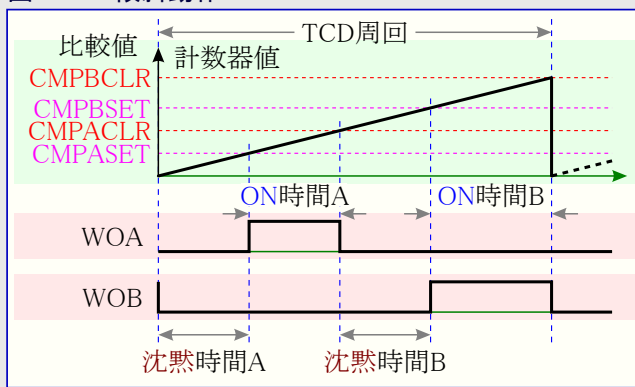 TCD周回
比較値
計数器値
CMPBCLR
CMPBSET
CMPACLR
CMPASET
ON時間A
ON時間B
WOA
WOB
沈黙時間A
沈黙時間B